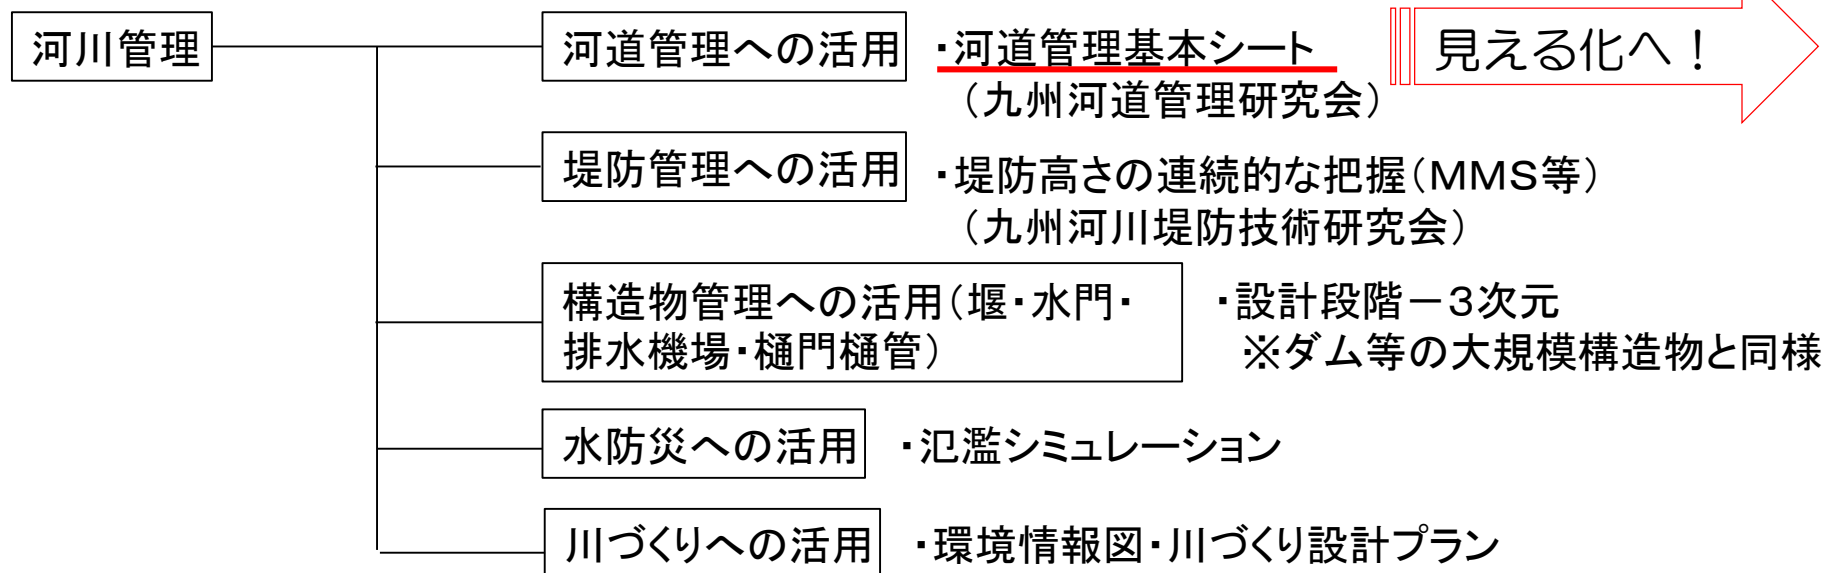 河川管理
河道管理への活用
・河道管理基本シート
（九州河道管理研究会）
見える化へ！
堤防管理への活用
・堤防高さの連続的な把握（MMS等）
（九州河川堤防技術研究会）
構造物管理への活用（堰・水門・
排水機場・樋門樋管）
・設計段階－３次元
※ダム等の大規模構造物と同様
水防災への活用
・氾濫シミュレーション
川づくりへの活用
・環境情報図・川づくり設計プラン